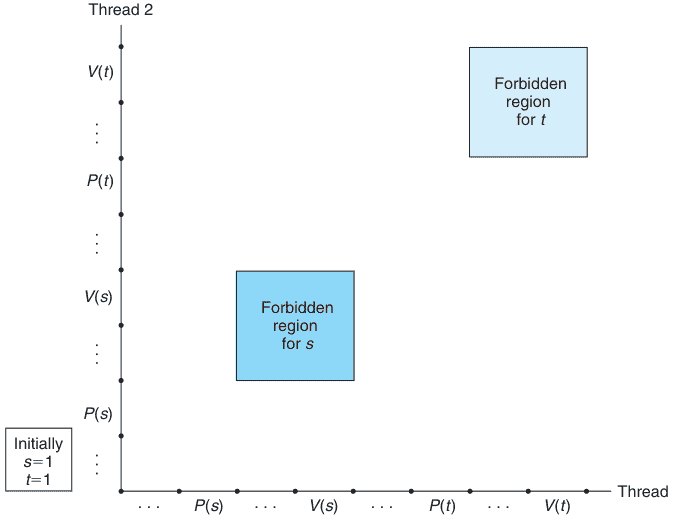 Thread 2
V(t)
⋮
P(t)
⋮
V(s)
⋮
P(s)
⋮
Forbidden
region
for t
Forbidden
region
for s
Initially
s=1
t=1
··· P(s) ··· V(s) ··· P(t) ··· V(t)
Thread